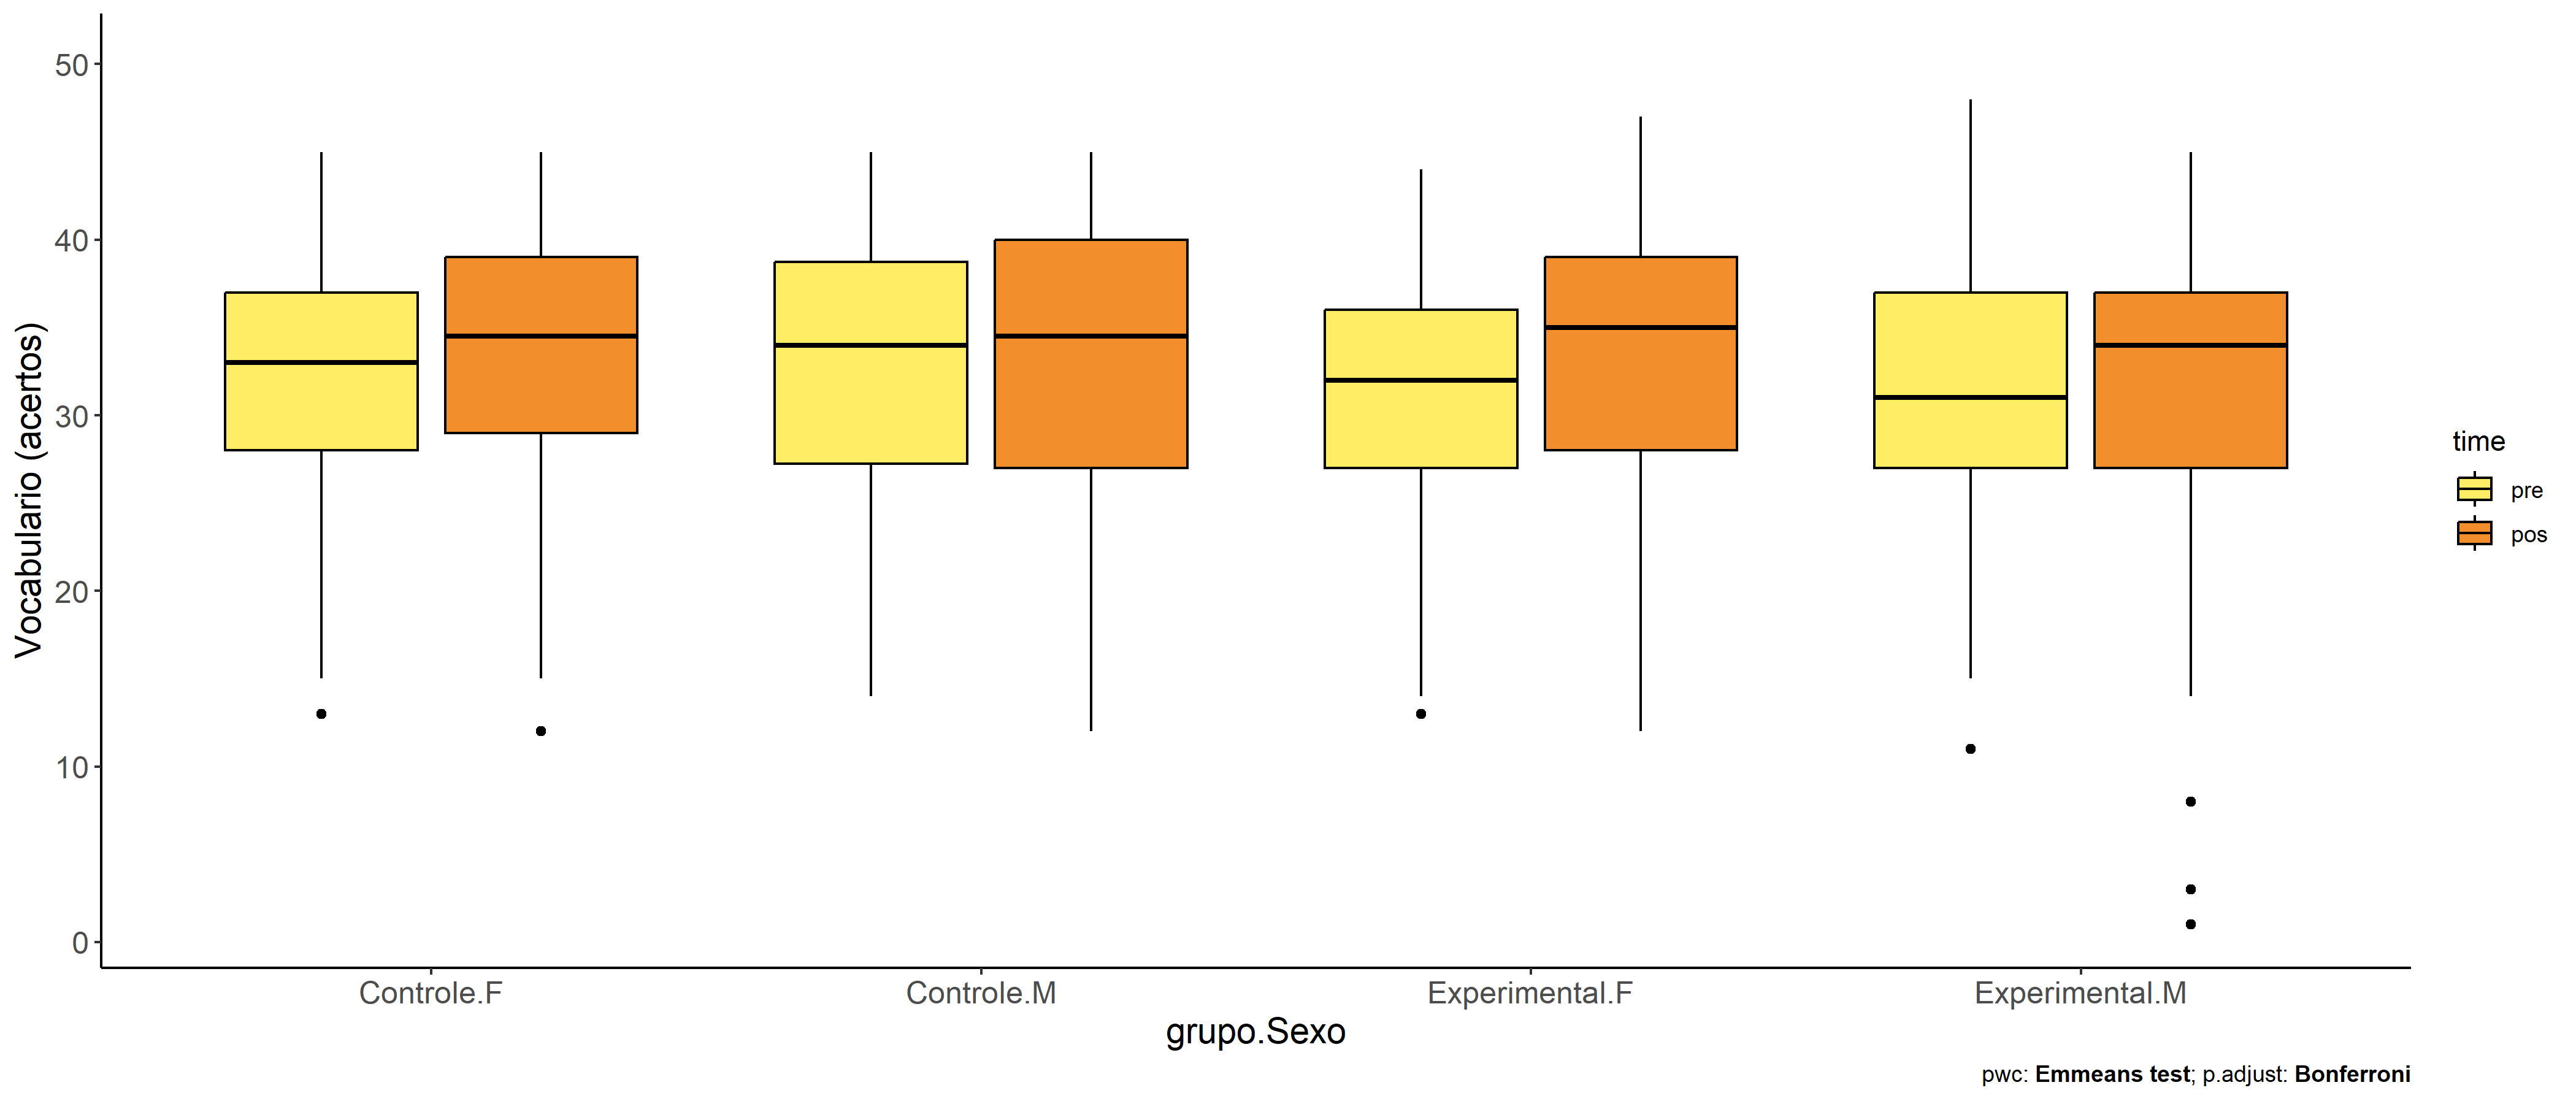 Vocabulario (acertos)
50
40
30
20
10
0
Controle.F
Controle.M
Experimental.F
Experimental.M
grupo.Sexo
time
pre
pos
pwc: Emmeans test; p.adjust: Bonferroni